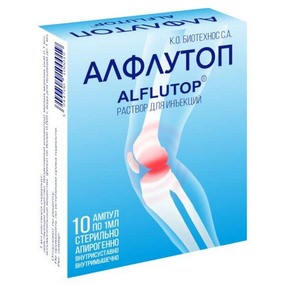 К.О. БИОТЕХНОС С.А.
АЛФЛУТОП
ALFLUTOP®
РАСТВОР ДЛЯ ИНЪЕКЦИЙ
10 АМПУЛ
ПО 1МЛ
СТЕРИЛЬНО
АПИРОГЕННО
ВНУТРИСУСТАВНО
ВНУТРИМЫШЕЧНО